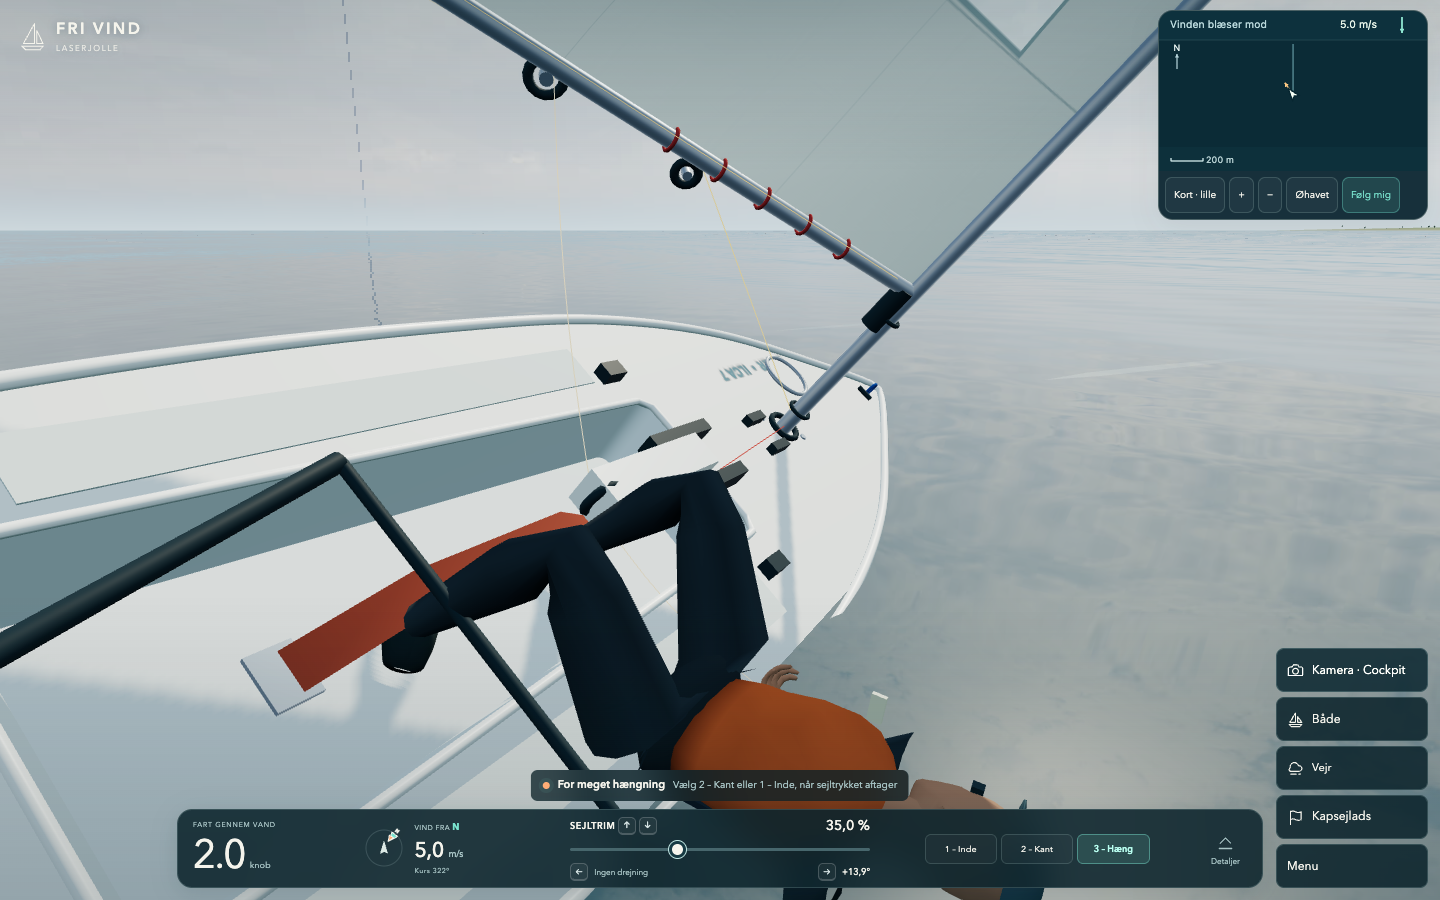 FRI VIND
LASERJOLLE
Vinden blæser mod 5.0 m/s
N
200 m
Kort · lille + − Øhavet Følg mig
Kamera · Cockpit
Både
Vejr
Kapsejlads
Menu
For meget hængning Vælg 2 – Kant eller 1 – Inde, når sejltrykket aftager
FART GENNEM VAND
2.0 knob
VIND FRA N
5,0 m/s
Kurs 322°
SEJLTRIM ↑ ↓ 35,0 %
← Ingen drejning → +13,9°
1 – Inde 2 – Kant 3 – Hæng
Detaljer